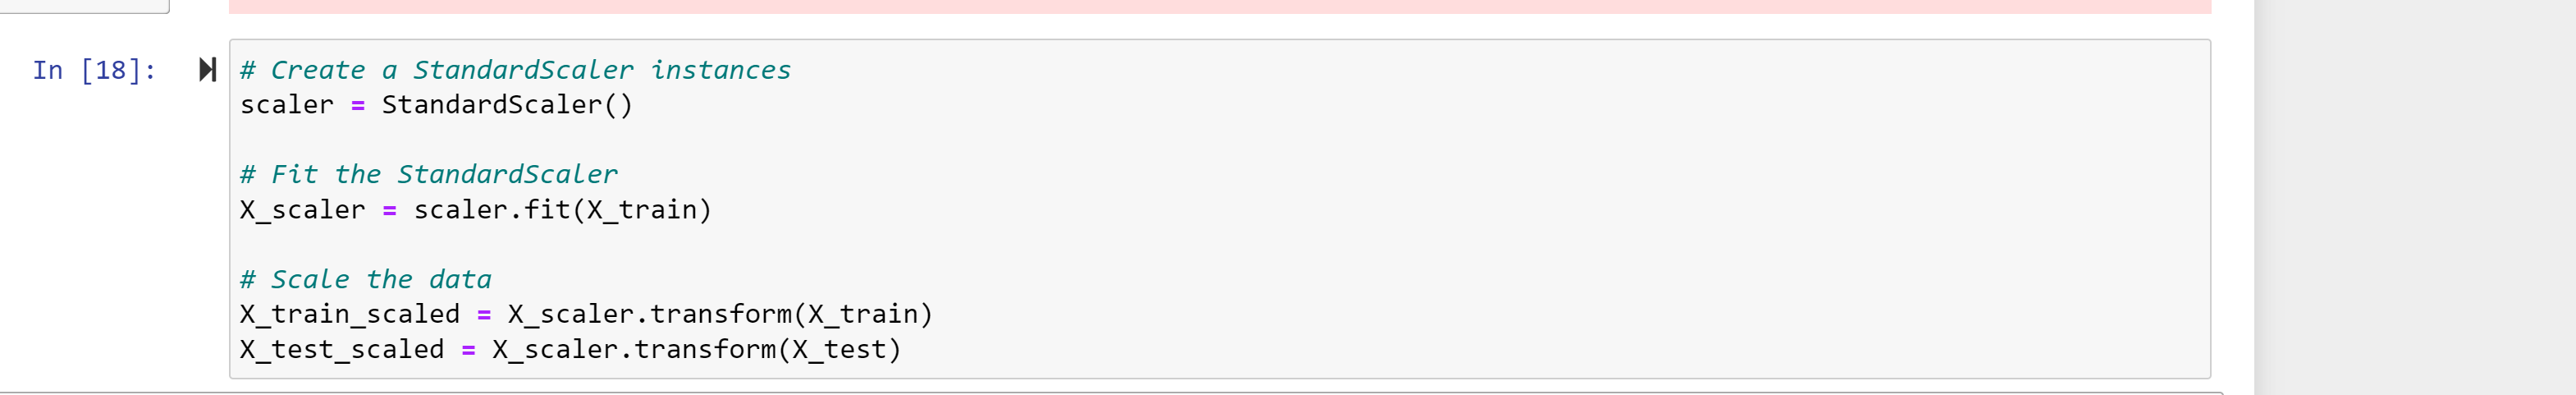 In [18]:
# Create a StandardScaler instances
scaler = StandardScaler()
# Fit the StandardScaler
X_scaler = scaler.fit(X_train)
# Scale the data
X_train_scaled = X_scaler.transform(X_train)
X_test_scaled = X_scaler.transform(X_test)